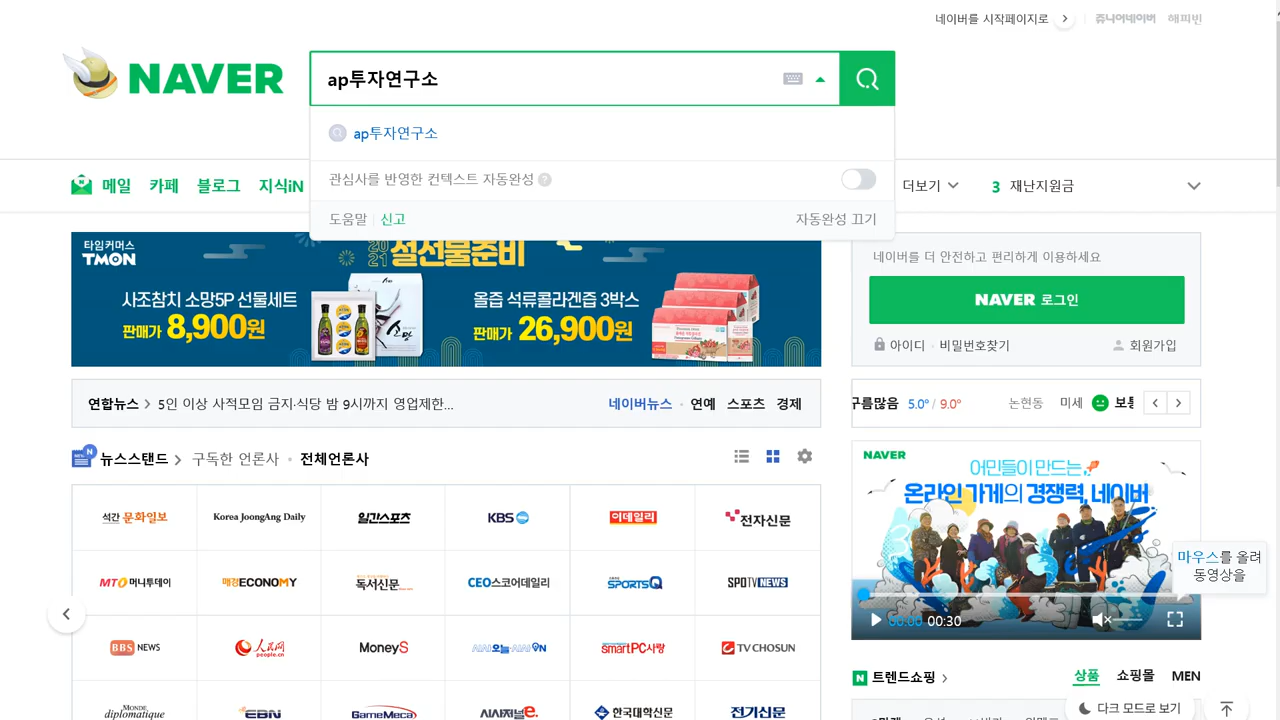 네이버를 시작페이지로
쥬니어네이버 해피빈
NAVER
ap투자연구소
ap투자연구소
관심사를 반영한 컨텍스트 자동완성
도움말 신고 자동완성 끄기
메일 카페 블로그 지식iN
더보기 3 재난지원금
타임커머스
TMON
2021 설선물준비
사조참치 소망5P 선물세트
판매가 8,900원
올즙 석류콜라겐즙 3박스
판매가 26,900원
네이버를 더 안전하고 편리하게 이용하세요
NAVER 로그인
아이디 · 비밀번호찾기 회원가입
연합뉴스 > 5인 이상 사적모임 금지·식당 밤 9시까지 영업제한...
네이버뉴스 · 연예 스포츠 경제
구름많음 5.0° / 9.0° 논현동 미세 보통
뉴스스탠드 > 구독한 언론사 · 전체언론사
석간 문화일보 Korea JoongAng Daily 일간스포츠 KBS 이데일리 전자신문
MTO 머니투데이 매경ECONOMY 독서신문 CEO스코어데일리 SPORTSQ SPOTVNEWS
BBS NEWS 人民网 people.cn MoneyS 시사오늘·시사ON smartPC사랑 TV CHOSUN
LE MONDE diplomatique EBN GameMeca 시사저널e. 한국대학신문 전기신문
NAVER
어민들이 만드는
온라인 가게의 경쟁력, 네이버
마우스를 올려
동영상을
00:00 00:30
트렌드쇼핑 > 상품 쇼핑몰 MEN
다크 모드로 보기